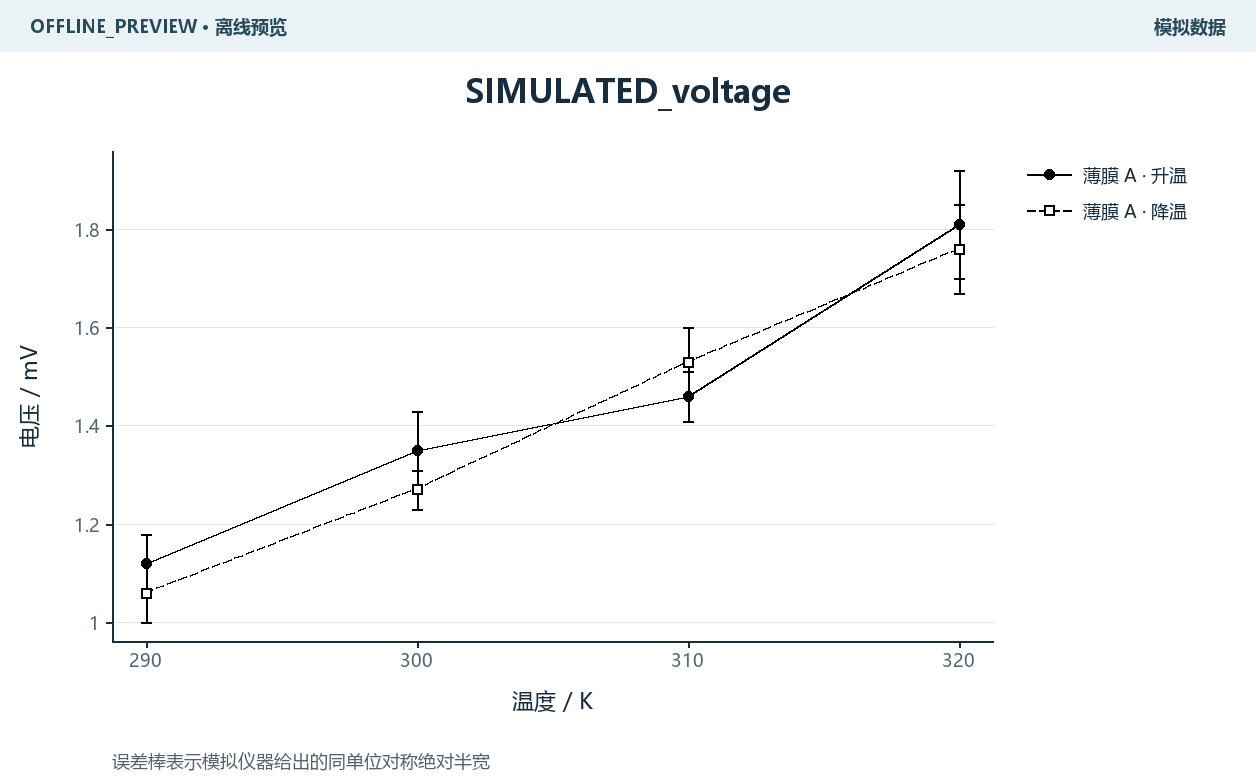 OFFLINE_PREVIEW • 离线预览
模拟数据
SIMULATED_voltage
薄膜 A · 升温
薄膜 A · 降温
电压 / mV
1.8
1.6
1.4
1.2
1
290 300 310 320
温度 / K
误差棒表示模拟仪器给出的同单位对称绝对半宽